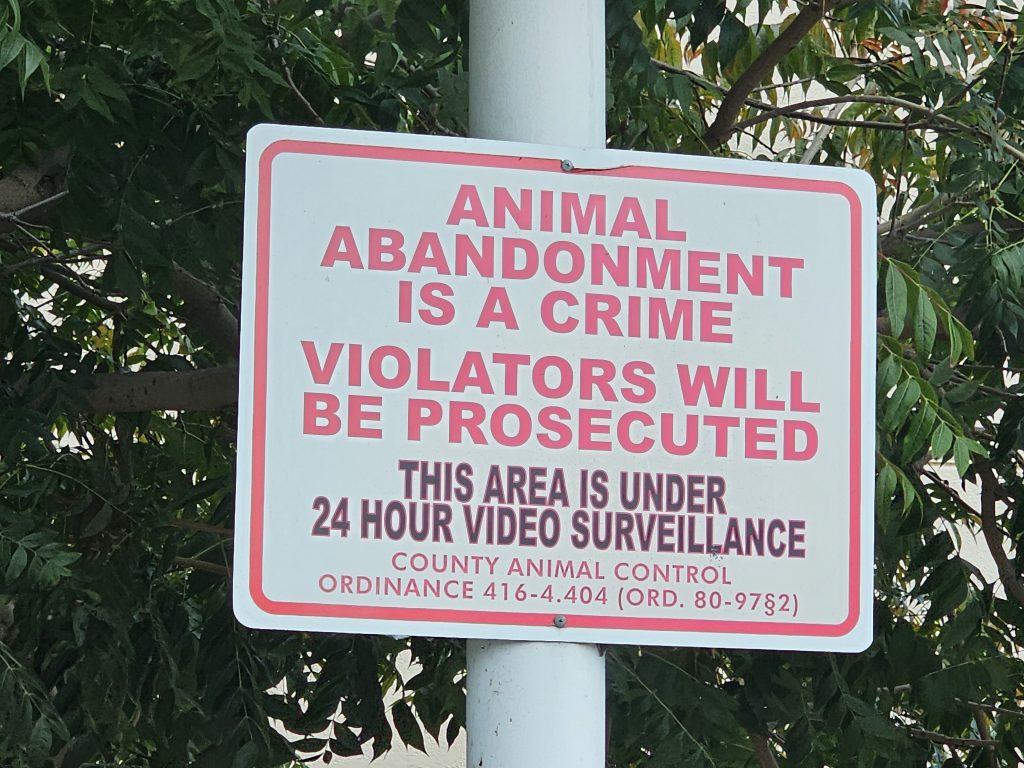 ANIMAL
ABANDONMENT
IS A CRIME
VIOLATORS WILL
BE PROSECUTED
THIS AREA IS UNDER
24 HOUR VIDEO SURVEILLANCE
COUNTY ANIMAL CONTROL
ORDINANCE 416-4.404 (ORD. 80-97§2)